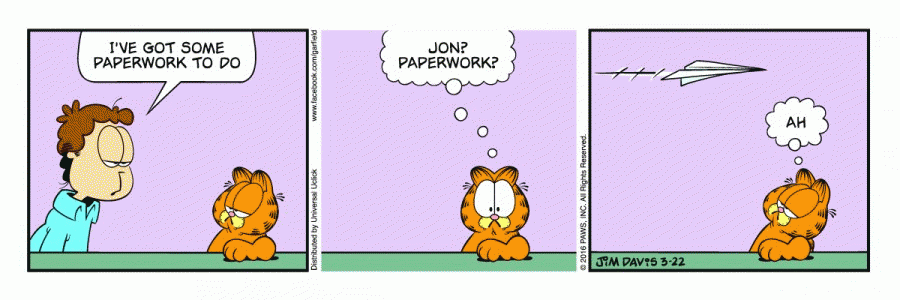 I'VE GOT SOME
PAPERWORK TO DO
www.facebook.com/garfield
Distributed by Universal Uclick
JON?
PAPERWORK?
© 2016 PAWS, INC. All Rights Reserved.
AH
JIM DAVIS 3-22